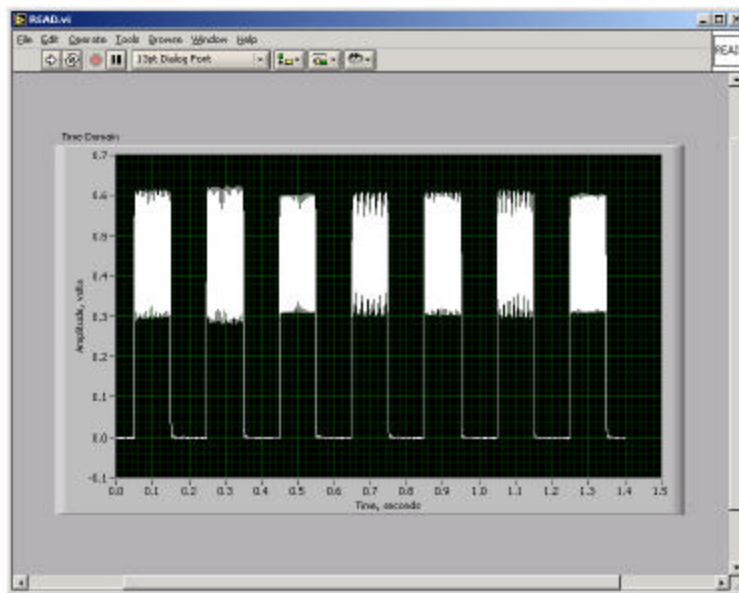 READ.vi
File Edit Operate Tools Browse Window Help
13pt Dialog Font
READ
Time Domain
0.7
0.6
0.5
0.4
0.3
0.2
0.1
0.0
-0.1
Amplitude, volts
0.0 0.1 0.2 0.3 0.4 0.5 0.6 0.7 0.8 0.9 1.0 1.1 1.2 1.3 1.4 1.5
Time, seconds